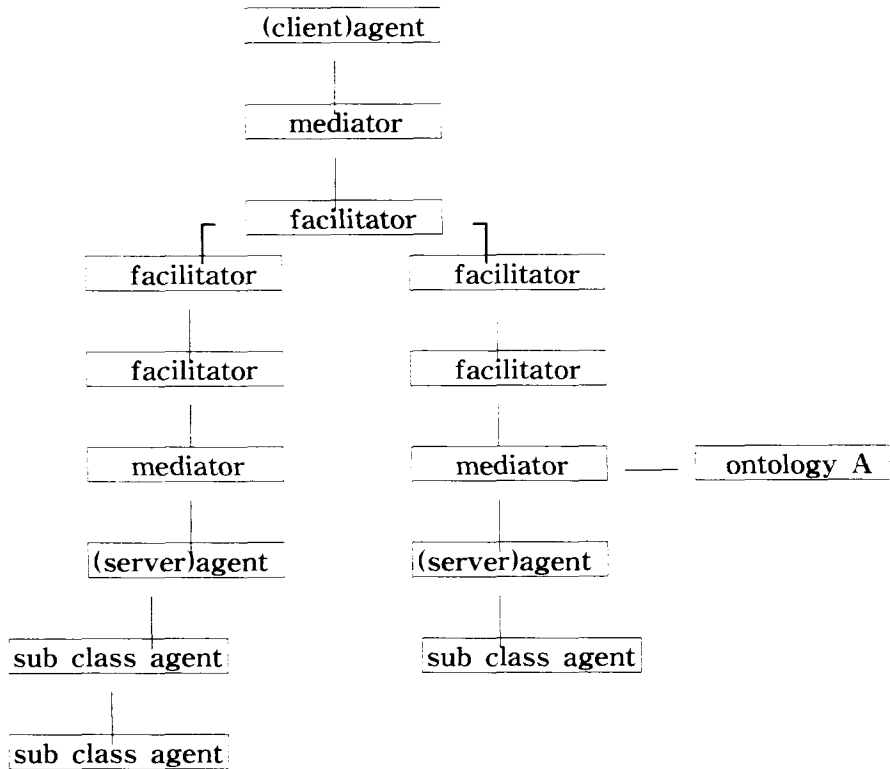 (client)agent
mediator
facilitator
facilitator
facilitator
facilitator
facilitator
mediator
mediator
ontology A
(server)agent
(server)agent
sub class agent
sub class agent
sub class agent